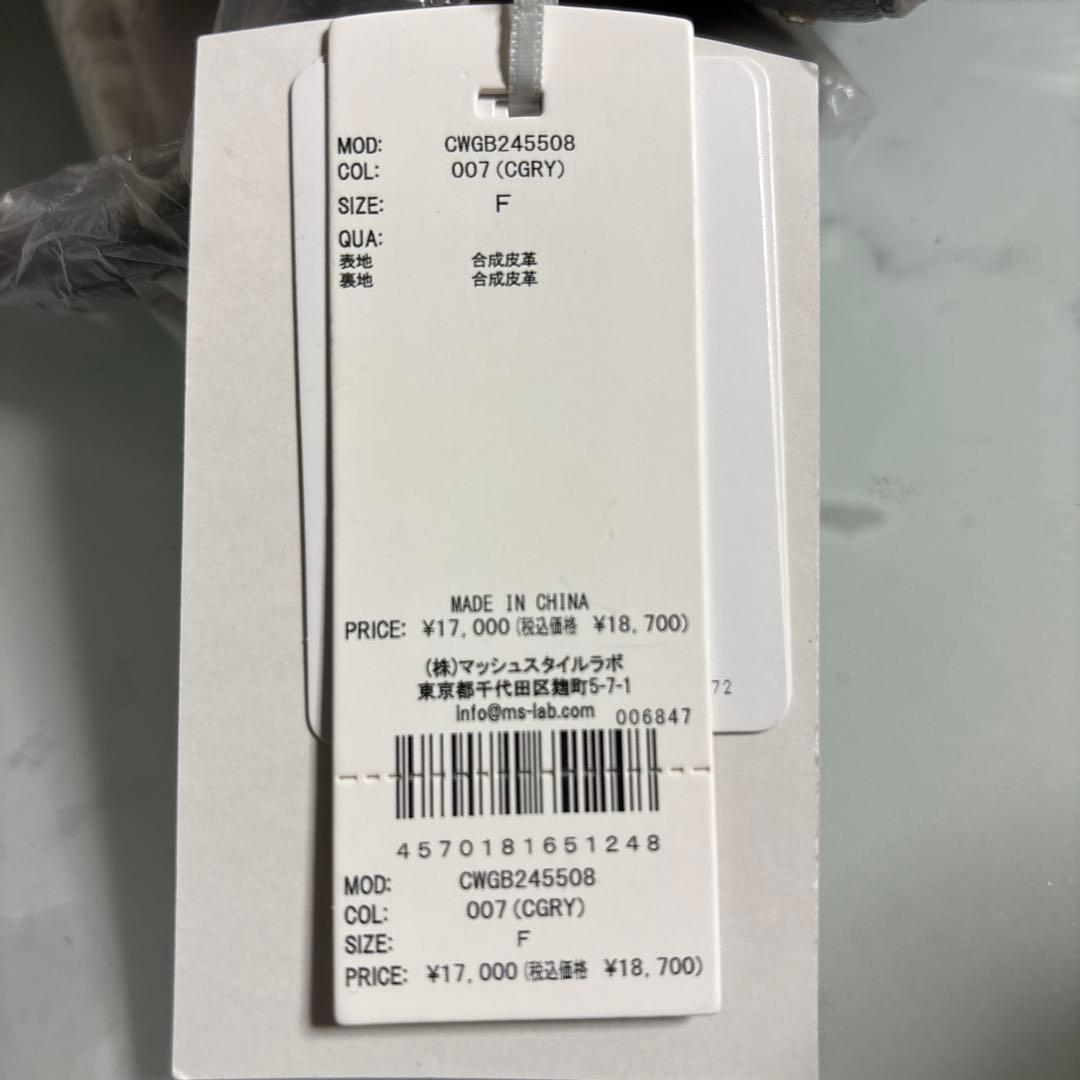 MOD: CWGB245508
COL: 007(CGRY)
SIZE: F
QUA:
表地 合成皮革
裏地 合成皮革
MADE IN CHINA
PRICE: ¥17,000(税込価格 ¥18,700)
(株)マッシュスタイルラボ
東京都千代田区麹町5-7-1
info@ms-lab.com
006847
72
4570181651248
MOD: CWGB245508
COL: 007(CGRY)
SIZE: F
PRICE: ¥17,000(税込価格 ¥18,700)